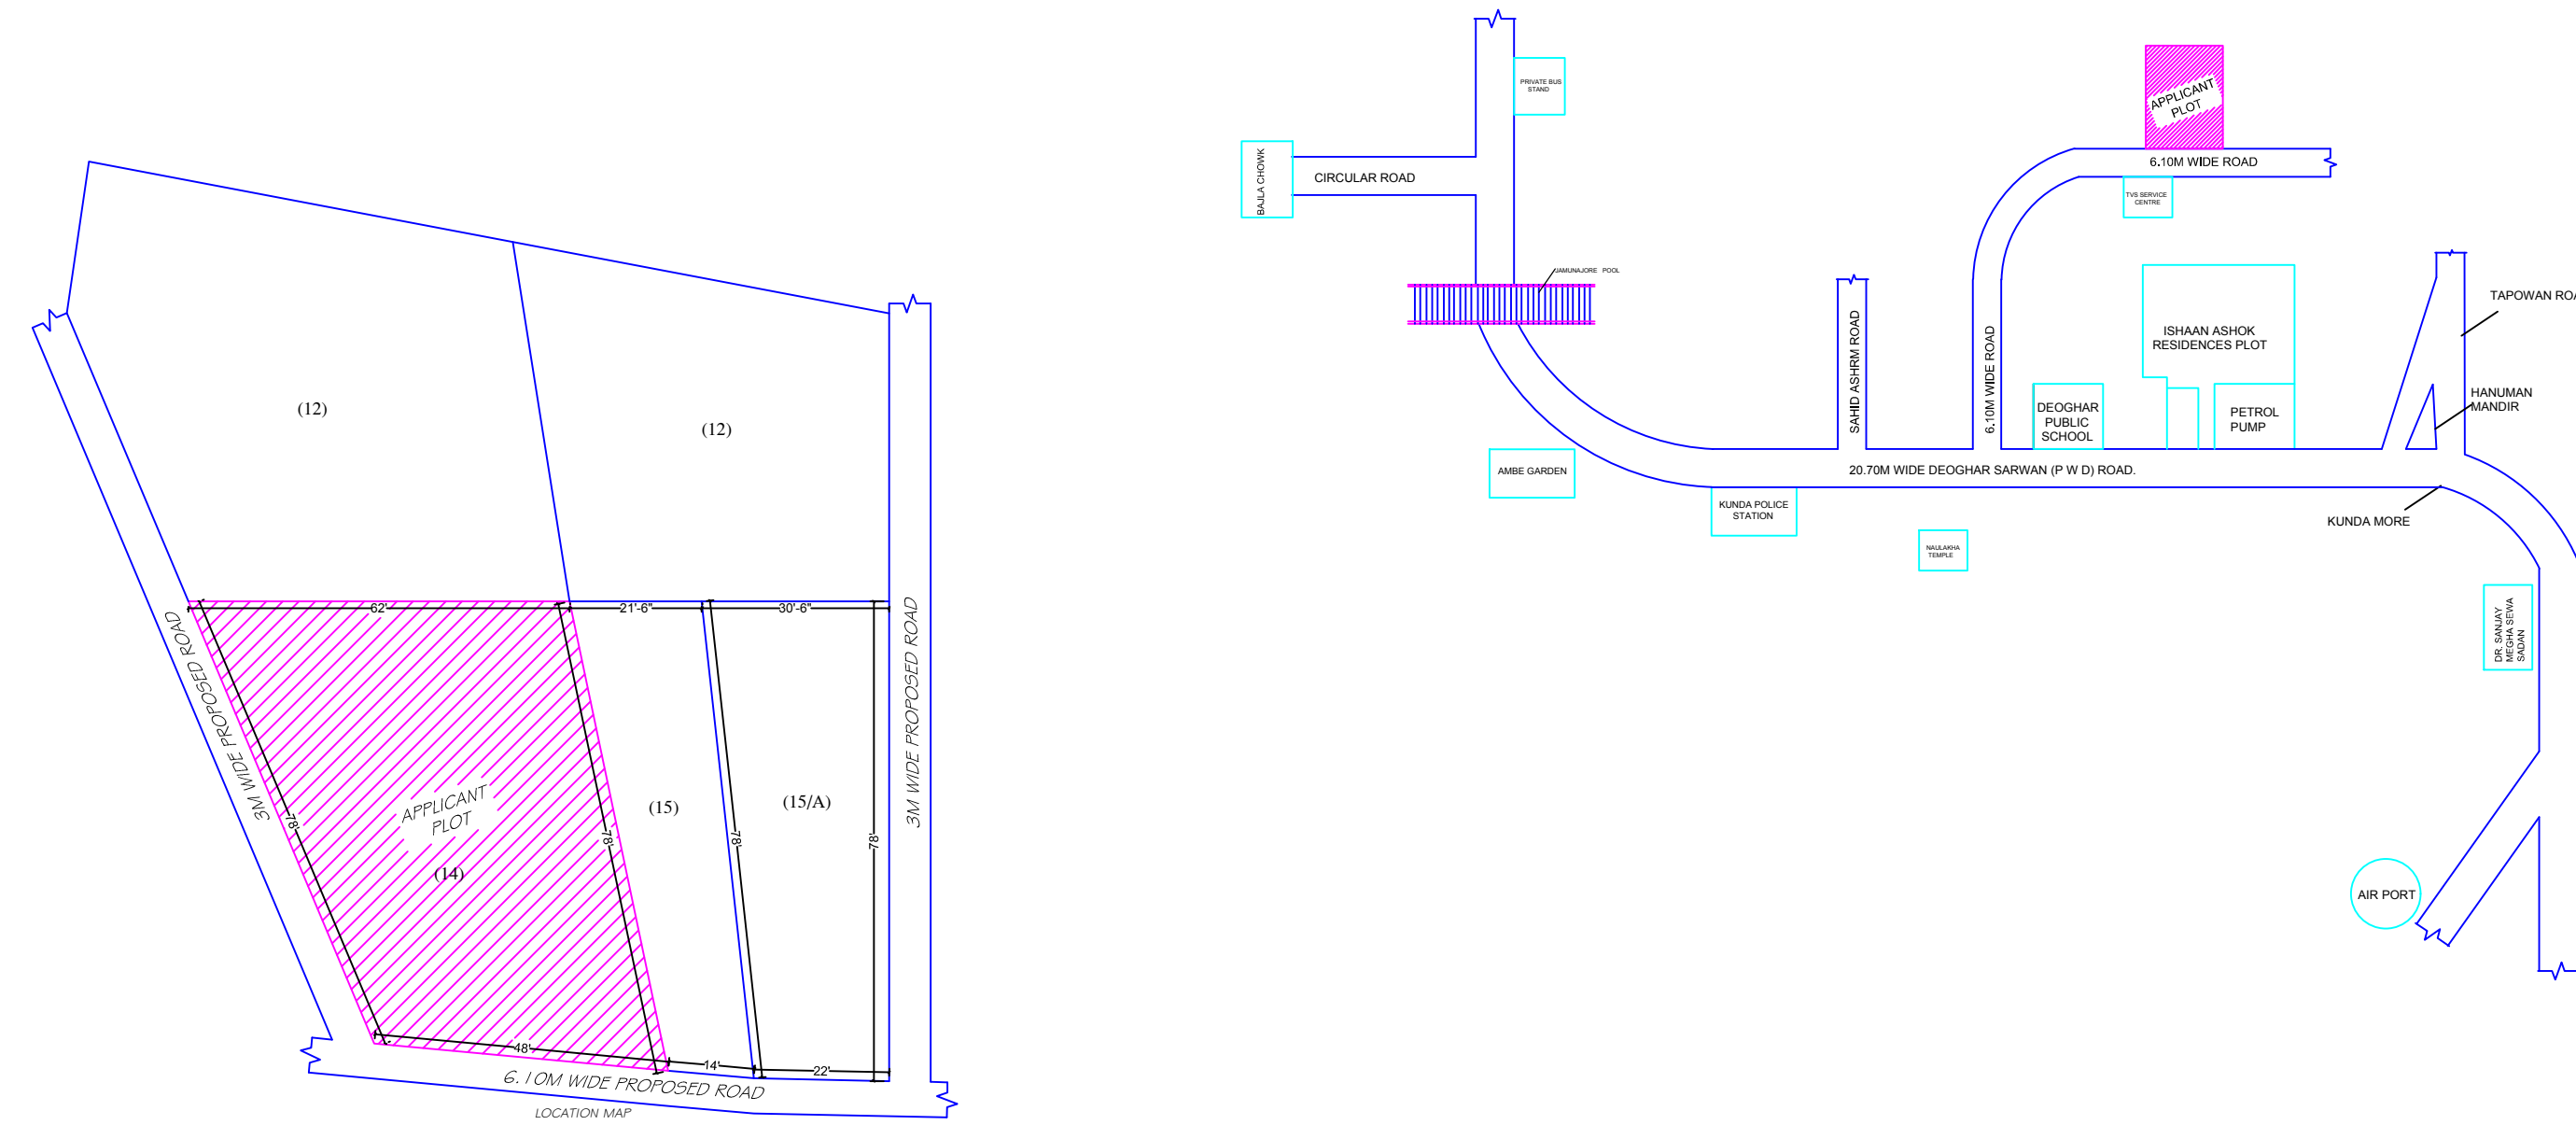 (12)
(12)
62'
21'-6"
30'-6"
3M WIDE PROPOSED ROAD
3M WIDE PROPOSED ROAD
APPLICANT
PLOT
(14)
(15)
(15/A)
78'
78'
78'
78'
48'
14'
22'
6.10M WIDE PROPOSED ROAD
LOCATION MAP
PRIVATE BUS
STAND
BAJLA CHOWK
CIRCULAR ROAD
JAMUNAJORE POOL
APPLICANT
PLOT
6.10M WIDE ROAD
TVS SERVICE
CENTRE
SAHID ASHRM ROAD
6.10M WIDE ROAD
ISHAAN ASHOK
RESIDENCES PLOT
DEOGHAR
PUBLIC
SCHOOL
PETROL
PUMP
TAPOWAN ROA
HANUMAN
MANDIR
AMBE GARDEN
20.70M WIDE DEOGHAR SARWAN (P W D) ROAD.
KUNDA POLICE
STATION
NAULAKHA
TEMPLE
KUNDA MORE
DR. SANJAY
MEGHA SEWA
SADAN
AIR PORT